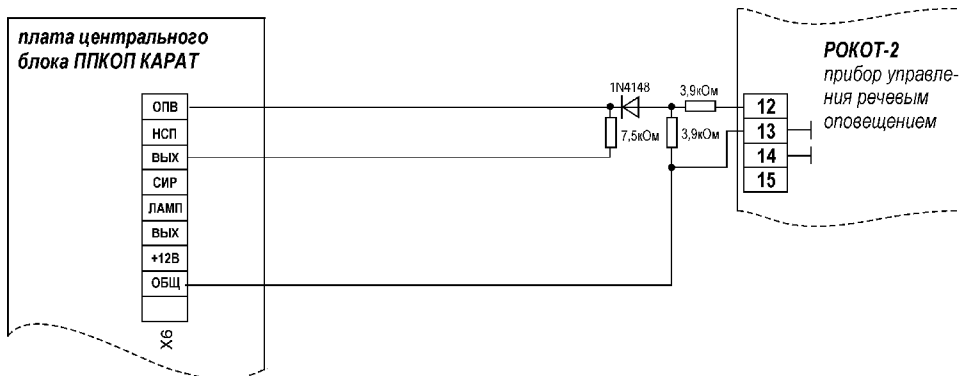 плата центрального
блока ППКОП КАРАТ
ОПВ
НСП
ВЫХ
СИР
ЛАМП
ВЫХ
+12В
ОБЩ
X6
1N4148
7,5кОм
3,9кОм
3,9кОм
12
13
14
15
РОКОТ-2
прибор управле-
ния речевым
оповещением